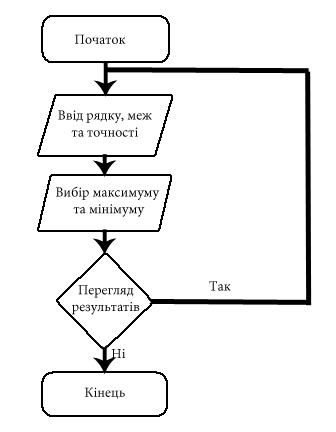 Початок
Ввід рядку, меж
та точності
Вибір максимуму
та мінімуму
Перегляд
результатів
Так
Ні
Кінець